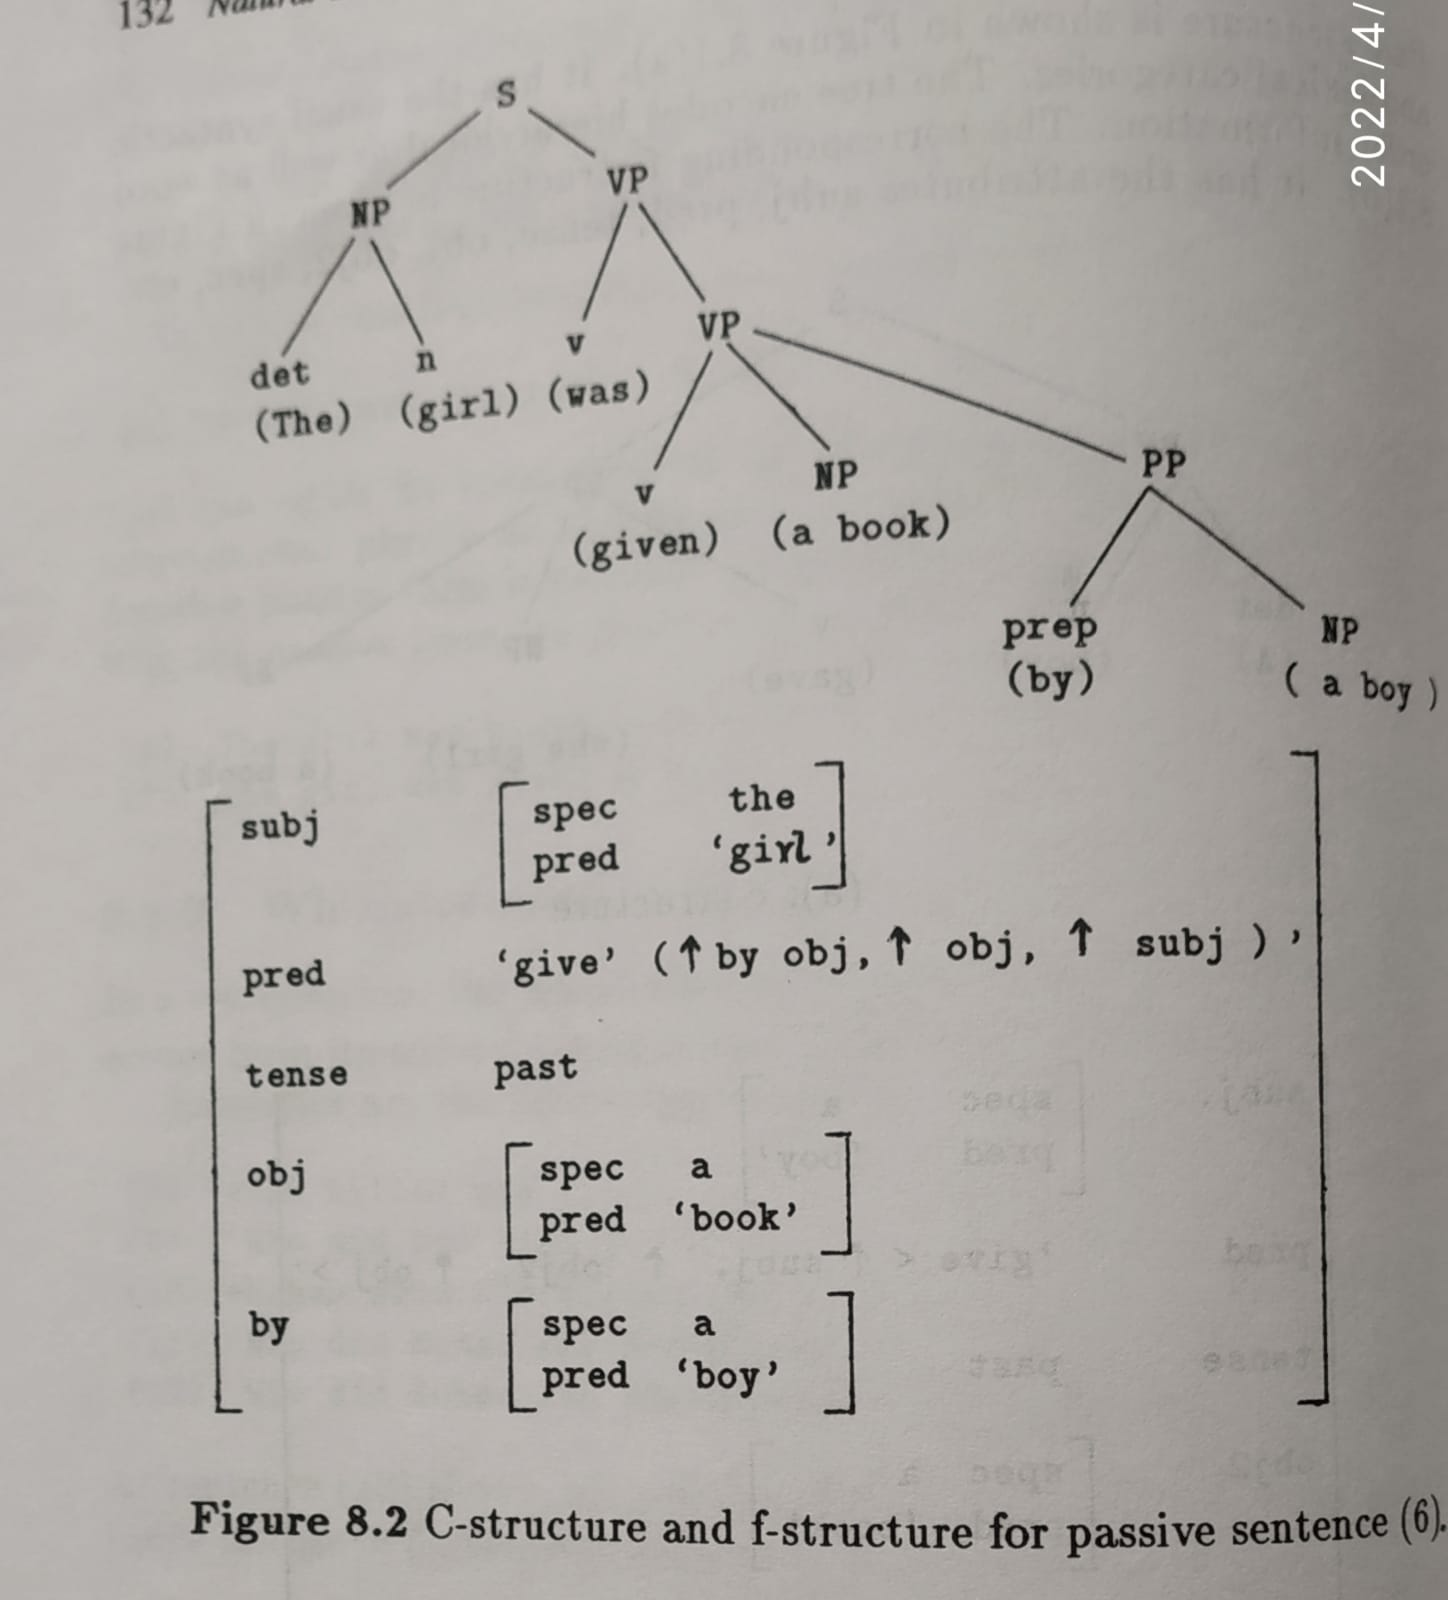 132
2022/4/
S
NP VP
det n v VP
(The) (girl) (was)
v NP PP
(given) (a book)
prep NP
(by) ( a boy )
subj spec the
pred 'girl'
pred 'give' (↑ by obj, ↑ obj, ↑ subj ) '
tense past
obj spec a
pred 'book'
by spec a
pred 'boy'
Figure 8.2 C-structure and f-structure for passive sentence (6).